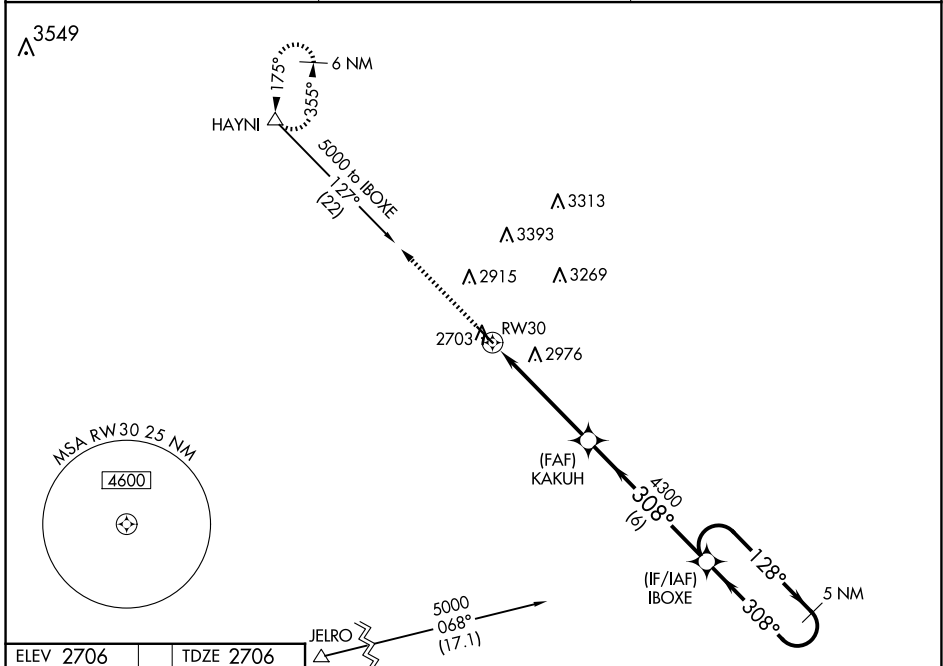 3549
175°
355°
6 NM
HAYNI
5000 to IBOXE
127°
(22)
3313
3393
2915
3269
2703
RW30
2976
MSA RW30 25 NM
4600
(FAF)
KAKUH
4300
308°
(6)
(IF/IAF)
IBOXE
128°
308°
5 NM
JELRO
5000
068°
(17.1)
ELEV 2706
TDZE 2706